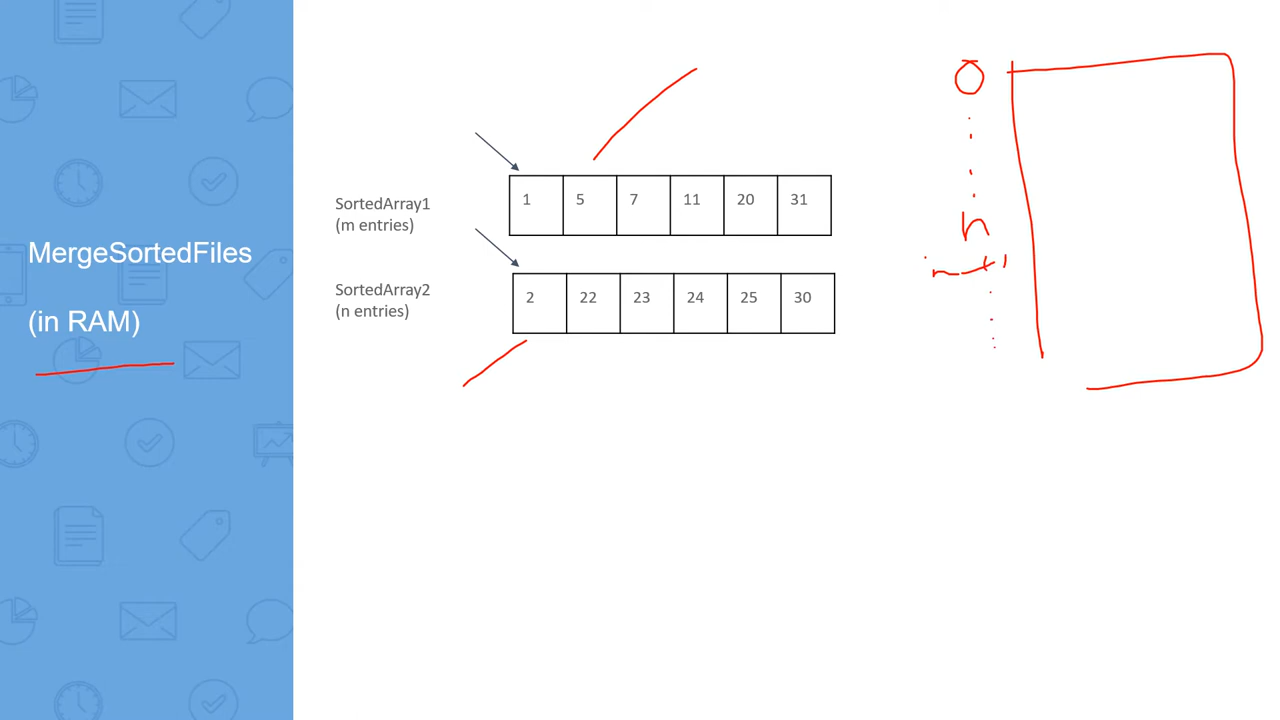 MergeSortedFiles
(in RAM)
SortedArray1
(m entries)
1 5 7 11 20 31
SortedArray2
(n entries)
2 22 23 24 25 30
0
n